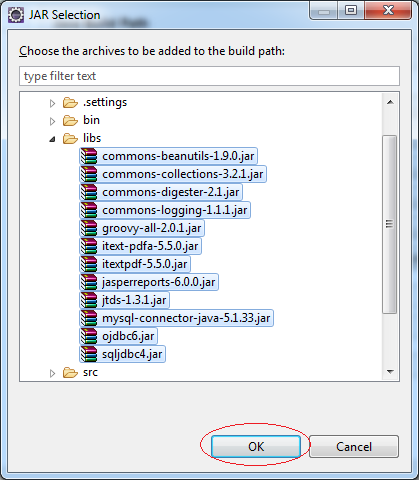 JAR Selection
Choose the archives to be added to the build path:
type filter text
.settings
bin
libs
commons-beanutils-1.9.0.jar
commons-collections-3.2.1.jar
commons-digester-2.1.jar
commons-logging-1.1.1.jar
groovy-all-2.0.1.jar
itext-pdfa-5.5.0.jar
itextpdf-5.5.0.jar
jasperreports-6.0.0.jar
jtds-1.3.1.jar
mysql-connector-java-5.1.33.jar
ojdbc6.jar
sqljdbc4.jar
src
OK Cancel